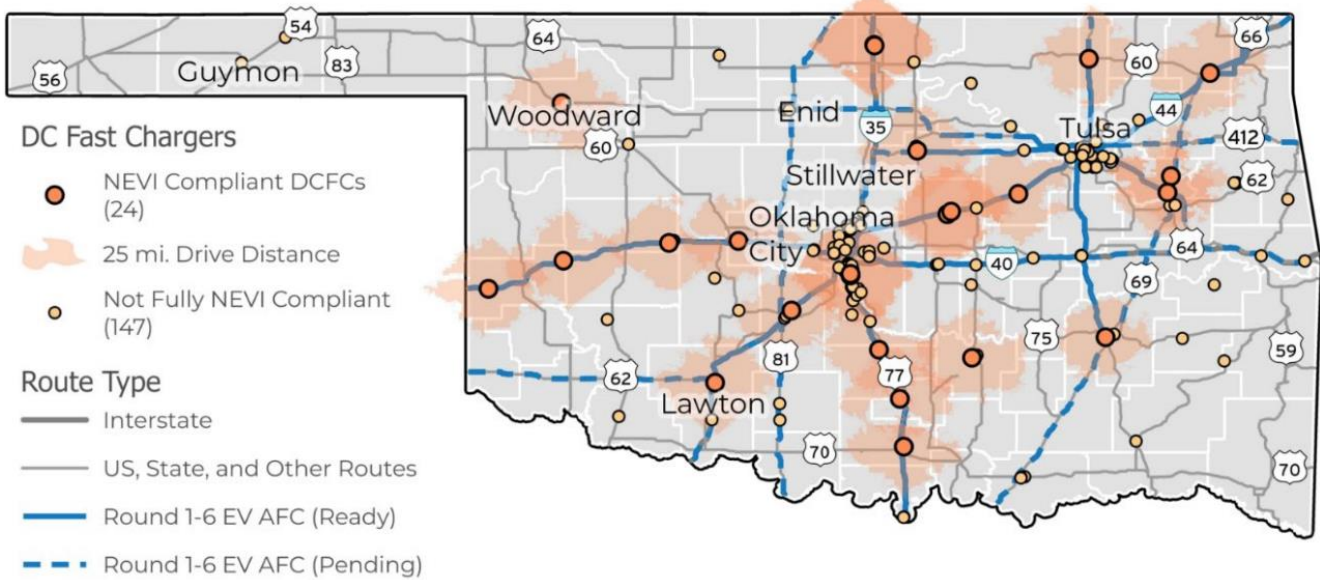 54
64
66
56
Guymon
83
60
Woodward
Enid
44
35
Tulsa
412
DC Fast Chargers
60
62
NEVI Compliant DCFCs
(24)
Stillwater
Oklahoma
City
64
25 mi. Drive Distance
40
69
Not Fully NEVI Compliant
(147)
75
59
81
77
62
Route Type
Lawton
Interstate
70
70
US, State, and Other Routes
Round 1-6 EV AFC (Ready)
Round 1-6 EV AFC (Pending)